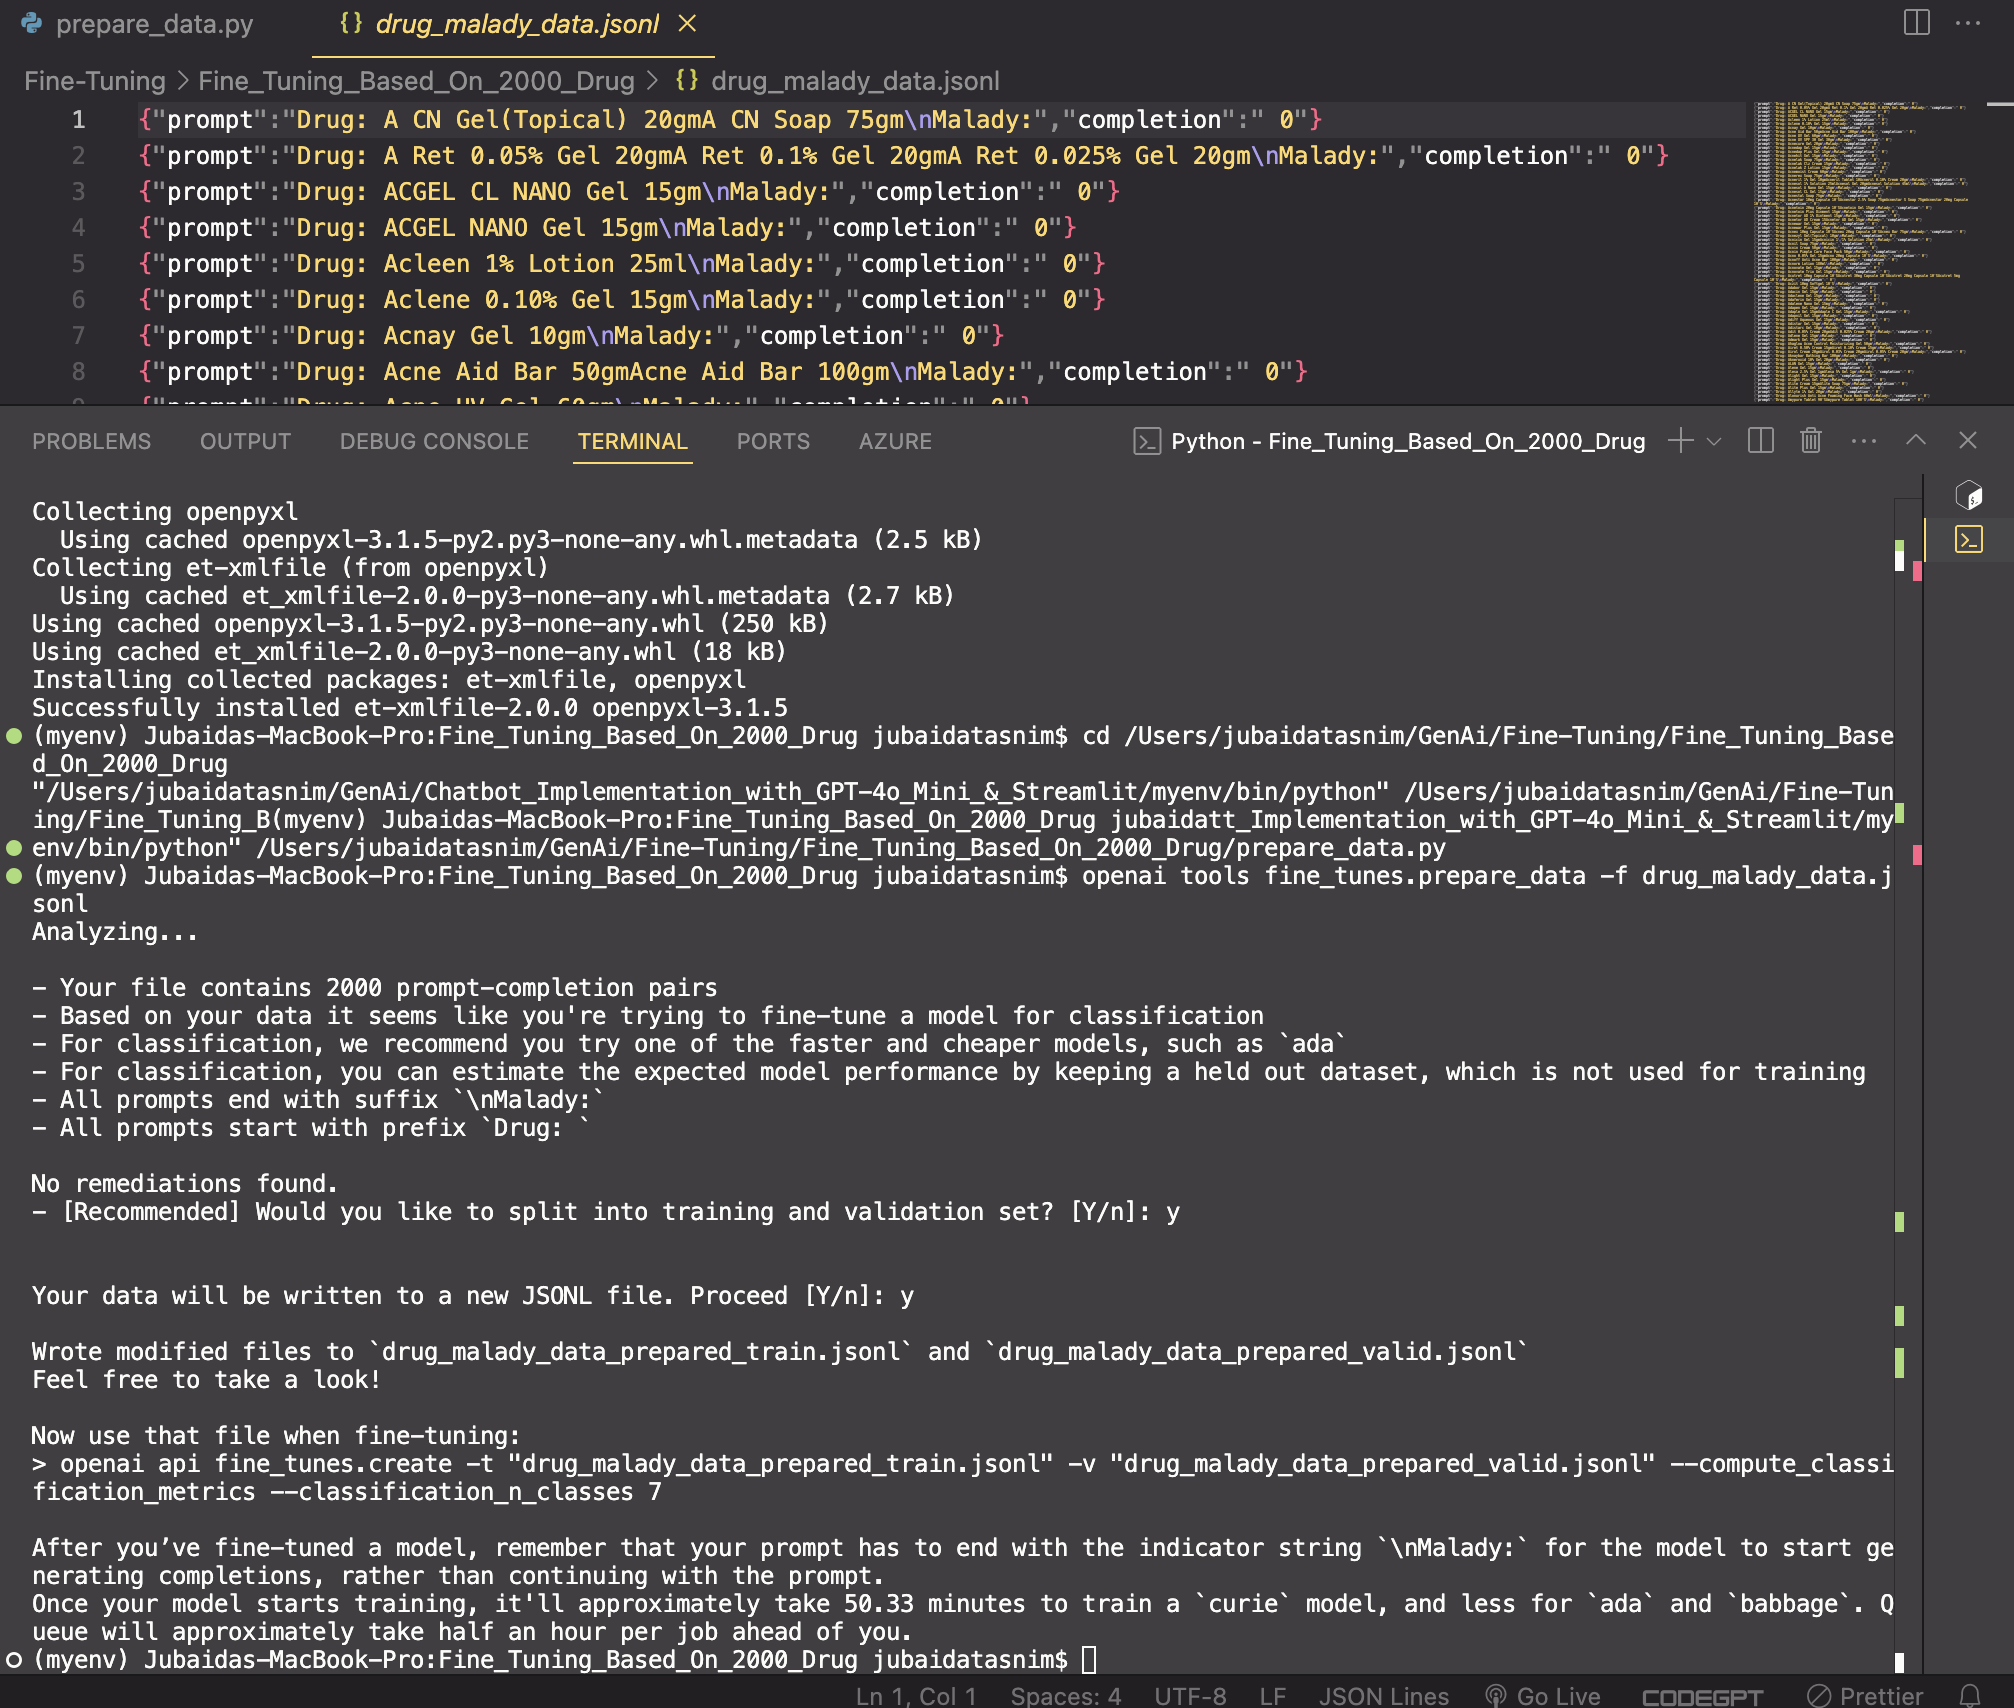 prepare_data.py
{} drug_malady_data.jsonl
Fine-Tuning > Fine_Tuning_Based_On_2000_Drug > {} drug_malady_data.jsonl
1 {"prompt":"Drug: A CN Gel(Topical) 20gmA CN Soap 75gm\nMalady:","completion":" 0"}
2 {"prompt":"Drug: A Ret 0.05% Gel 20gmA Ret 0.1% Gel 20gmA Ret 0.025% Gel 20gm\nMalady:","completion":" 0"}
3 {"prompt":"Drug: ACGEL CL NANO Gel 15gm\nMalady:","completion":" 0"}
4 {"prompt":"Drug: ACGEL NANO Gel 15gm\nMalady:","completion":" 0"}
5 {"prompt":"Drug: Acleen 1% Lotion 25ml\nMalady:","completion":" 0"}
6 {"prompt":"Drug: Aclene 0.10% Gel 15gm\nMalady:","completion":" 0"}
7 {"prompt":"Drug: Acnay Gel 10gm\nMalady:","completion":" 0"}
8 {"prompt":"Drug: Acne Aid Bar 50gmAcne Aid Bar 100gm\nMalady:","completion":" 0"}
PROBLEMS OUTPUT DEBUG CONSOLE TERMINAL PORTS AZURE Python - Fine_Tuning_Based_On_2000_Drug
Collecting openpyxl
Using cached openpyxl-3.1.5-py2.py3-none-any.whl.metadata (2.5 kB)
Collecting et-xmlfile (from openpyxl)
Using cached et_xmlfile-2.0.0-py3-none-any.whl.metadata (2.7 kB)
Using cached openpyxl-3.1.5-py2.py3-none-any.whl (250 kB)
Using cached et_xmlfile-2.0.0-py3-none-any.whl (18 kB)
Installing collected packages: et-xmlfile, openpyxl
Successfully installed et-xmlfile-2.0.0 openpyxl-3.1.5
(myenv) Jubaidas-MacBook-Pro:Fine_Tuning_Based_On_2000_Drug jubaidatasnim$ cd /Users/jubaidatasnim/GenAi/Fine-Tuning/Fine_Tuning_Base
d_On_2000_Drug
"/Users/jubaidatasnim/GenAi/Chatbot_Implementation_with_GPT-4o_Mini_&_Streamlit/myenv/bin/python" /Users/jubaidatasnim/GenAi/Fine-Tun
ing/Fine_Tuning_B(myenv) Jubaidas-MacBook-Pro:Fine_Tuning_Based_On_2000_Drug jubaidatt_Implementation_with_GPT-4o_Mini_&_Streamlit/my
env/bin/python" /Users/jubaidatasnim/GenAi/Fine-Tuning/Fine_Tuning_Based_On_2000_Drug/prepare_data.py
(myenv) Jubaidas-MacBook-Pro:Fine_Tuning_Based_On_2000_Drug jubaidatasnim$ openai tools fine_tunes.prepare_data -f drug_malady_data.j
sonl
Analyzing...
- Your file contains 2000 prompt-completion pairs
- Based on your data it seems like you're trying to fine-tune a model for classification
- For classification, we recommend you try one of the faster and cheaper models, such as `ada`
- For classification, you can estimate the expected model performance by keeping a held out dataset, which is not used for training
- All prompts end with suffix `\nMalady:`
- All prompts start with prefix `Drug: `
No remediations found.
- [Recommended] Would you like to split into training and validation set? [Y/n]: y
Your data will be written to a new JSONL file. Proceed [Y/n]: y
Wrote modified files to `drug_malady_data_prepared_train.jsonl` and `drug_malady_data_prepared_valid.jsonl`
Feel free to take a look!
Now use that file when fine-tuning:
> openai api fine_tunes.create -t "drug_malady_data_prepared_train.jsonl" -v "drug_malady_data_prepared_valid.jsonl" --compute_classi
fication_metrics --classification_n_classes 7
After you’ve fine-tuned a model, remember that your prompt has to end with the indicator string `\nMalady:` for the model to start ge
nerating completions, rather than continuing with the prompt.
Once your model starts training, it'll approximately take 50.33 minutes to train a `curie` model, and less for `ada` and `babbage`. Q
ueue will approximately take half an hour per job ahead of you.
(myenv) Jubaidas-MacBook-Pro:Fine_Tuning_Based_On_2000_Drug jubaidatasnim$
Ln 1, Col 1 Spaces: 4 UTF-8 LF JSON Lines Go Live CODEGPT Prettier